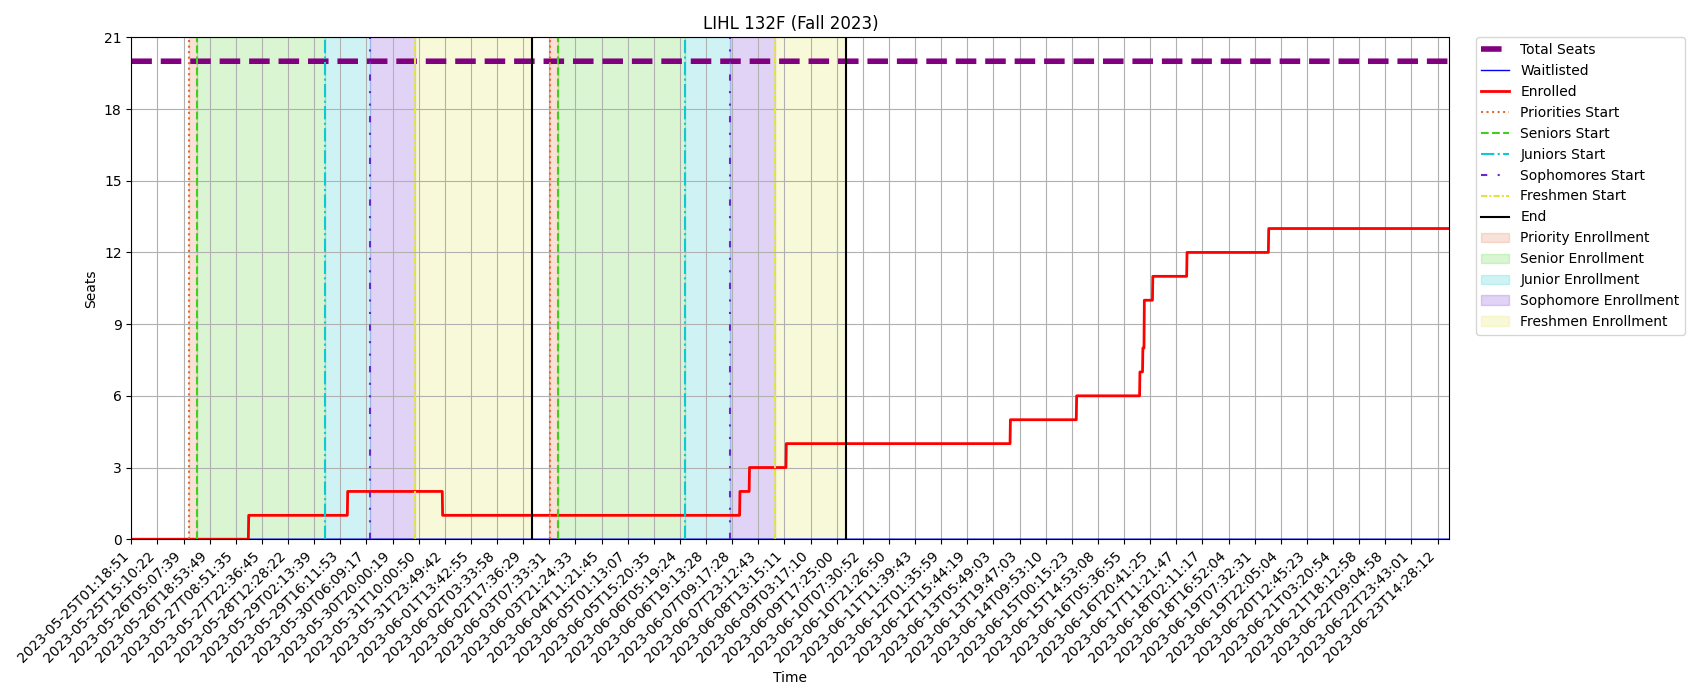 LIHL 132F (Fall 2023)
21
18
15
12
9
6
3
0
Seats
2023-05-25T01:18:51
2023-05-25T15:10:22
2023-05-26T05:07:39
2023-05-26T18:53:49
2023-05-27T08:51:35
2023-05-27T22:36:45
2023-05-28T12:28:22
2023-05-29T02:13:39
2023-05-29T16:11:53
2023-05-30T06:09:17
2023-05-30T20:00:19
2023-05-31T10:00:50
2023-05-31T23:49:42
2023-06-01T13:42:55
2023-06-02T03:33:58
2023-06-02T17:36:29
2023-06-03T07:33:31
2023-06-03T21:24:33
2023-06-04T11:21:45
2023-06-05T01:13:07
2023-06-05T15:20:35
2023-06-06T05:19:24
2023-06-06T19:13:28
2023-06-07T09:17:28
2023-06-07T23:12:43
2023-06-08T13:15:11
2023-06-09T03:17:10
2023-06-09T17:25:00
2023-06-10T07:30:52
2023-06-10T21:26:50
2023-06-11T11:39:43
2023-06-12T01:35:59
2023-06-12T15:44:19
2023-06-13T05:49:03
2023-06-13T19:47:03
2023-06-14T09:53:10
2023-06-15T00:15:23
2023-06-15T14:53:08
2023-06-16T05:36:55
2023-06-16T20:41:25
2023-06-17T11:21:47
2023-06-18T02:11:17
2023-06-18T16:52:04
2023-06-19T07:32:31
2023-06-19T22:05:04
2023-06-20T12:45:23
2023-06-21T03:20:54
2023-06-21T18:12:58
2023-06-22T09:04:58
2023-06-22T23:43:01
2023-06-23T14:28:12
Time
Total Seats
Waitlisted
Enrolled
Priorities Start
Seniors Start
Juniors Start
Sophomores Start
Freshmen Start
End
Priority Enrollment
Senior Enrollment
Junior Enrollment
Sophomore Enrollment
Freshmen Enrollment